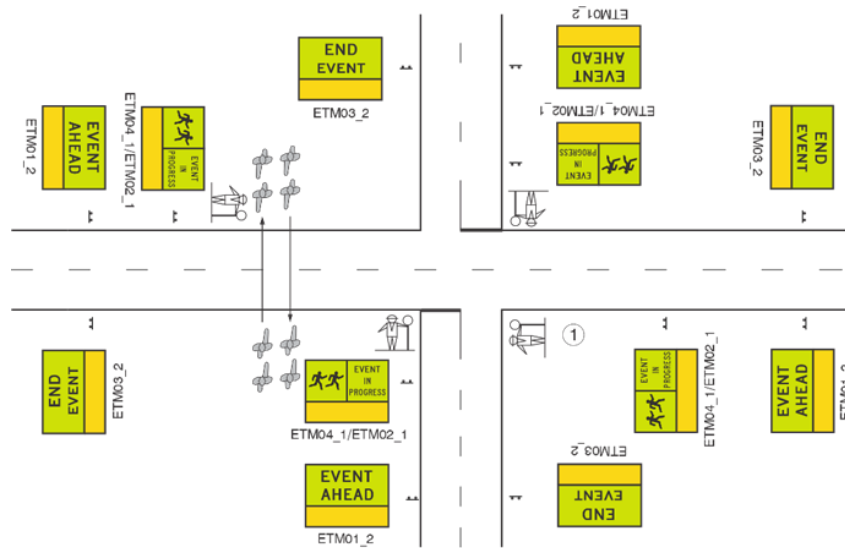 ETM01_2
END
EVENT
ETM03_2
EVENT
AHEAD
ETM04_1/ETM02_1
EVENT
IN
PROGRESS
EVENT
AHEAD
ETM01_2
ETM04_1/ETM02_1
EVENT
IN
PROGRESS
END
EVENT
ETM03_2
END
EVENT
ETM03_2
EVENT
IN
PROGRESS
ETM04_1/ETM02_1
EVENT
AHEAD
ETM01_2
1
EVENT
IN
PROGRESS
ETM04_1/ETM02_1
EVENT
AHEAD
ETM01_2
ETM03_2
END
EVENT